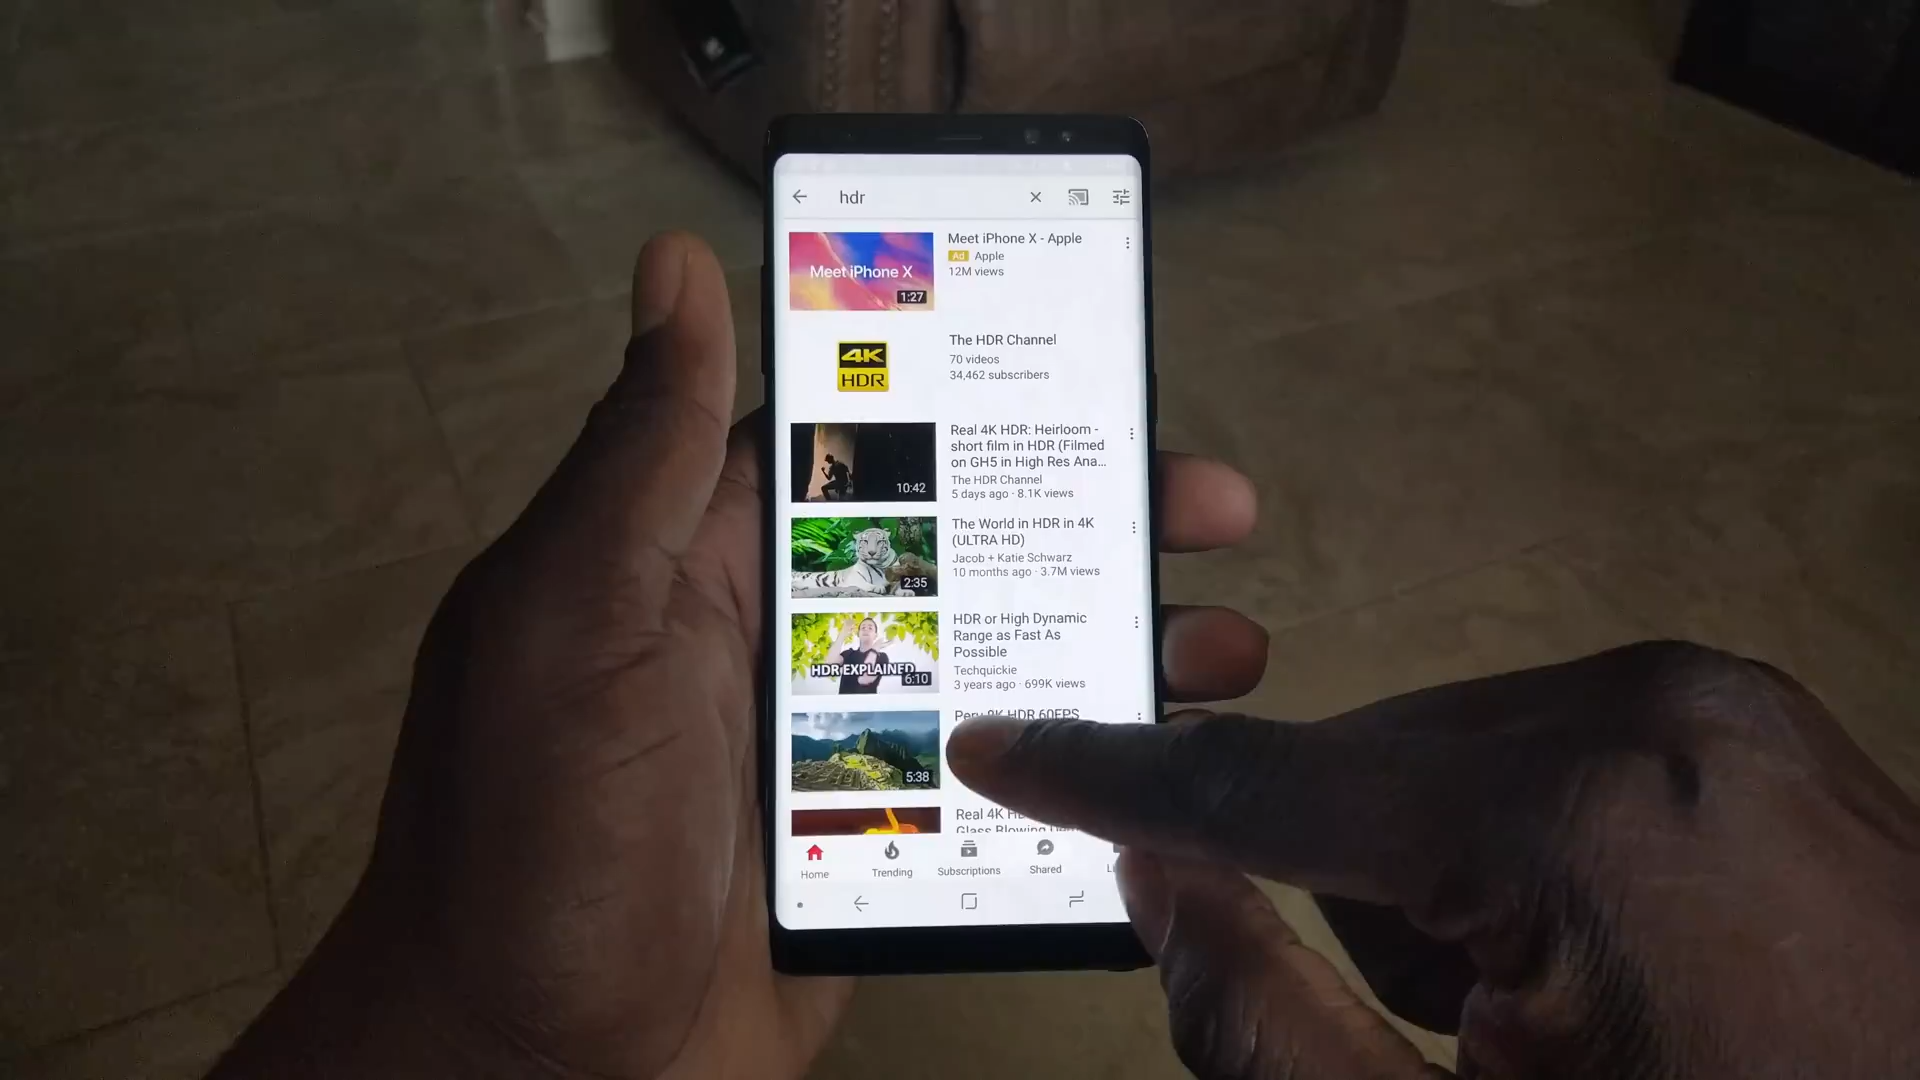 hdr
Meet iPhone X
1:27
Meet iPhone X - Apple
Ad Apple
12M views
4K
HDR
The HDR Channel
70 videos
34,462 subscribers
10:42
Real 4K HDR: Heirloom -
short film in HDR (Filmed
on GH5 in High Res Ana...
The HDR Channel
5 days ago · 8.1K views
2:35
The World in HDR in 4K
(ULTRA HD)
Jacob + Katie Schwarz
10 months ago · 3.7M views
HDR EXPLAINED
6:10
HDR or High Dynamic
Range as Fast As
Possible
Techquickie
3 years ago · 699K views
5:38
Peru 8K HDR 60FPS
Real 4K
Glass Blowing
Home
Trending
Subscriptions
Shared